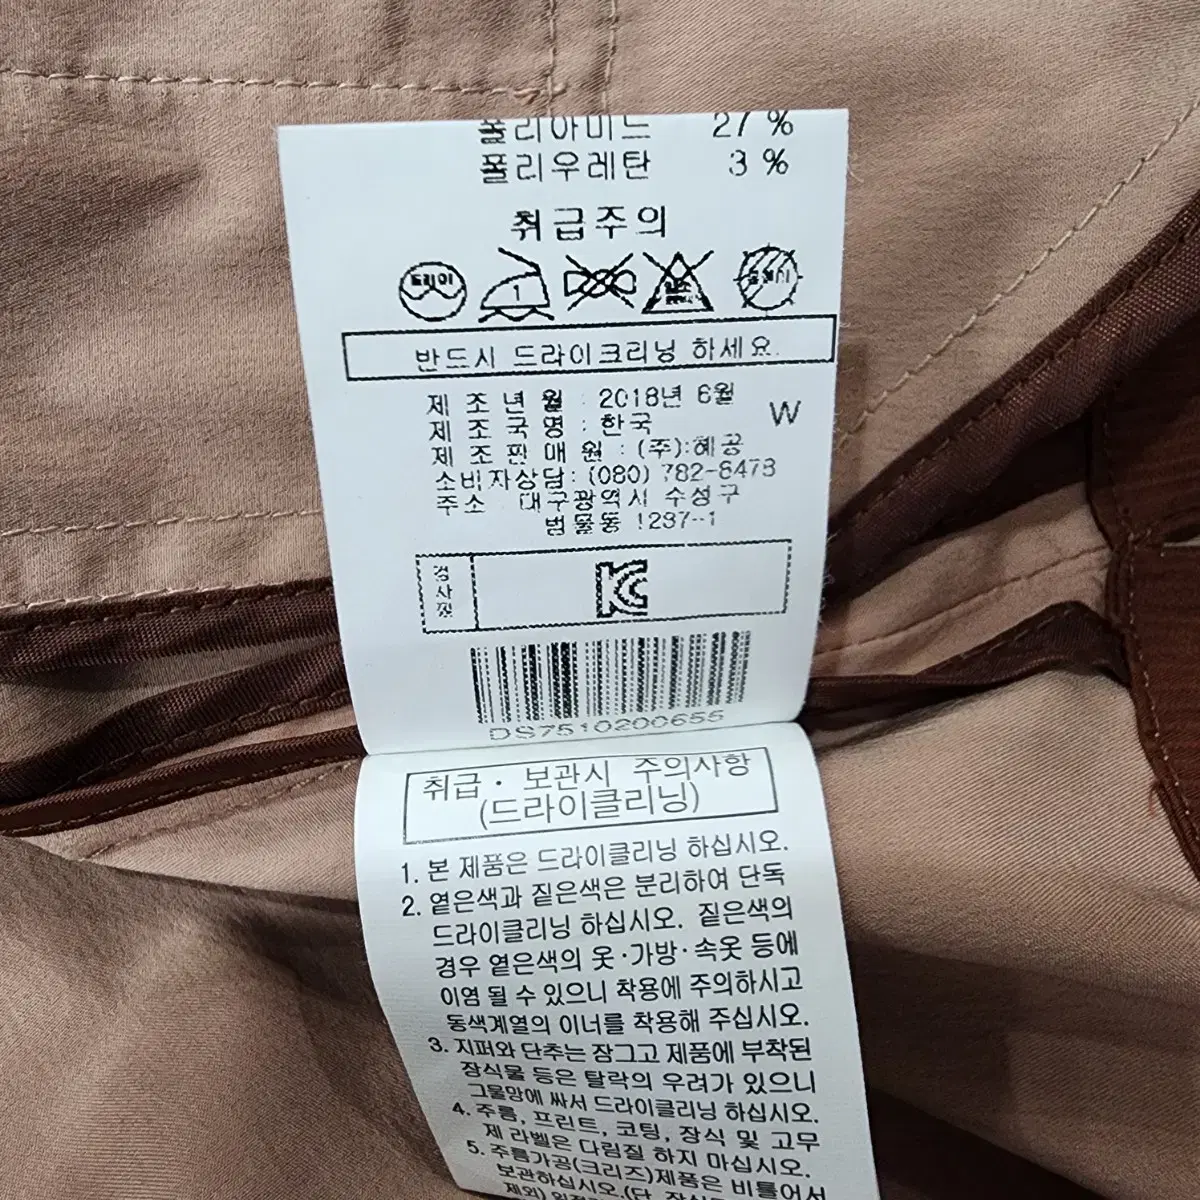 폴리아미드 27 %
폴리우레탄 3 %
취급주의
드라이
1
반드시 드라이크리닝 하세요.
제 조 년 월 : 2018년 6월
W
제 조 국 명 : 한국
제 조 판 매 원 : (주):혜공
소비자상담: (080) 782-8478
주소 대구광역시 수성구
범물동 1287-1
검사필
KC
DS7510200655
취급 · 보관시 주의사항
(드라이클리닝)
1. 본 제품은 드라이클리닝 하십시오.
2. 옅은색과 짙은색은 분리하여 단독
드라이클리닝 하십시오. 짙은색의
경우 옅은색의 옷·가방·속옷 등에
이염 될 수 있으니 착용에 주의하시고
동색계열의 이너를 착용해 주십시오.
3. 지퍼와 단추는 잠그고 제품에 부착된
장식물 등은 탈락의 우려가 있으니
그물망에 싸서 드라이클리닝 하십시오.
4. 주름, 프린트, 코팅, 장식 및 고무
제 라벨은 다림질 하지 마십시오.
5. 주름가공(크리즈)제품은 비틀어서
보관하십시오.(단, 장식
제외)